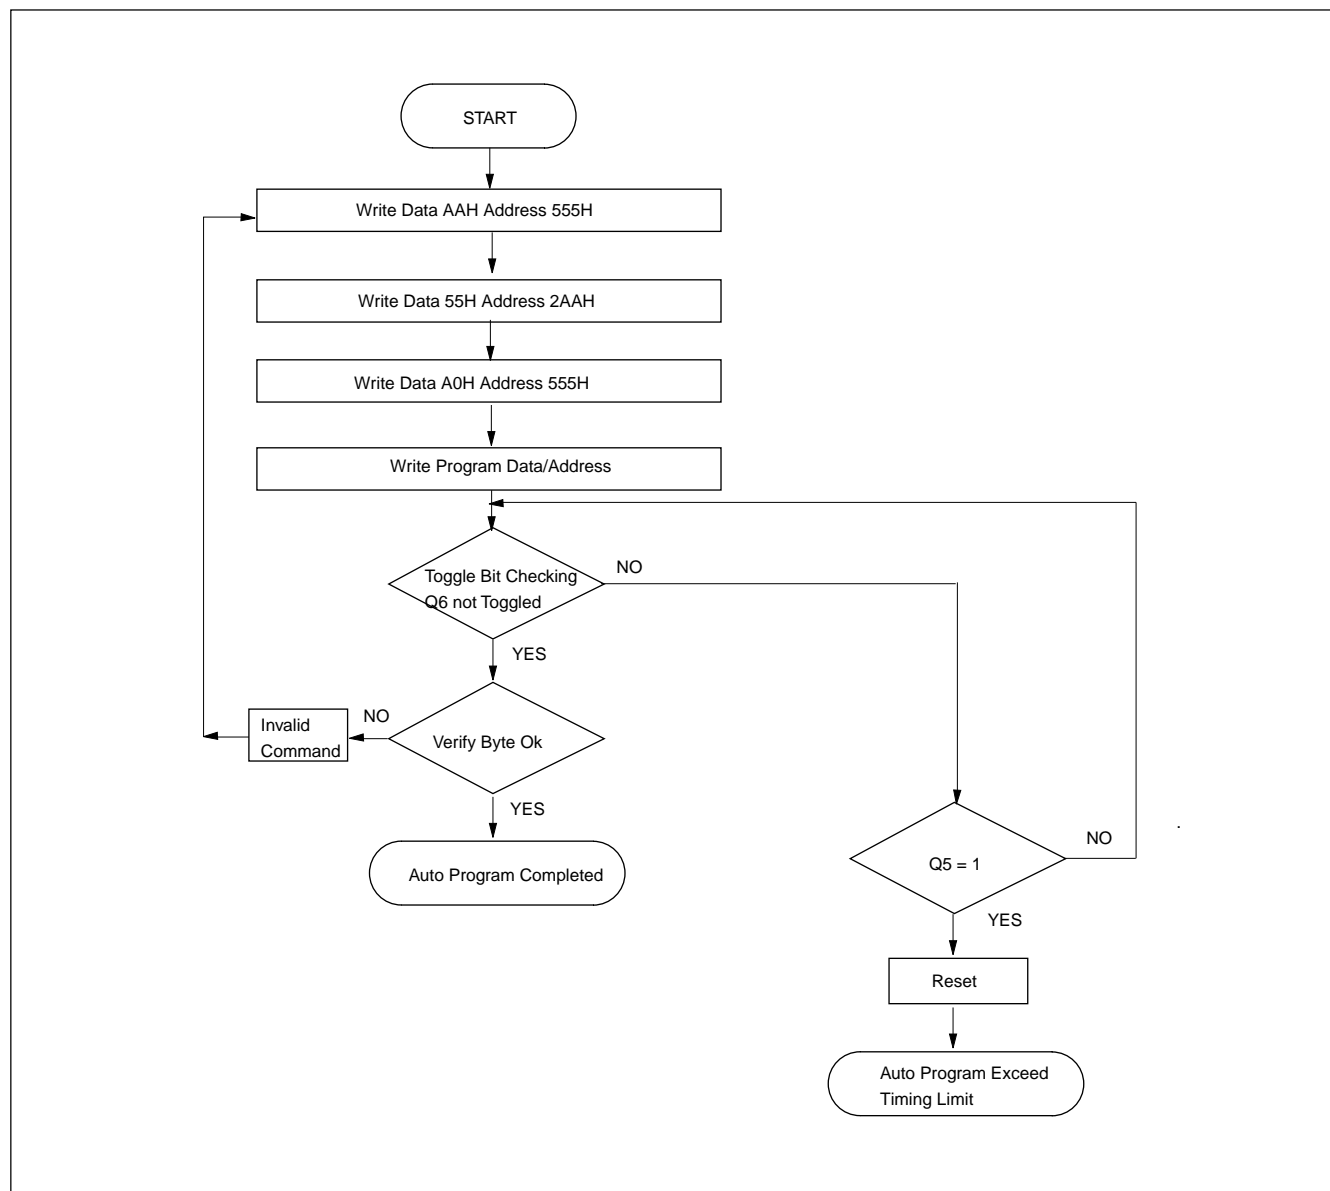 START
Write Data AAH Address 555H
Write Data 55H Address 2AAH
Write Data A0H Address 555H
Write Program Data/Address
Toggle Bit Checking
Q6 not Toggled
NO
YES
Invalid
Command
NO
Verify Byte Ok
YES
Auto Program Completed
Q5 = 1
NO
YES
Reset
Auto Program Exceed
Timing Limit